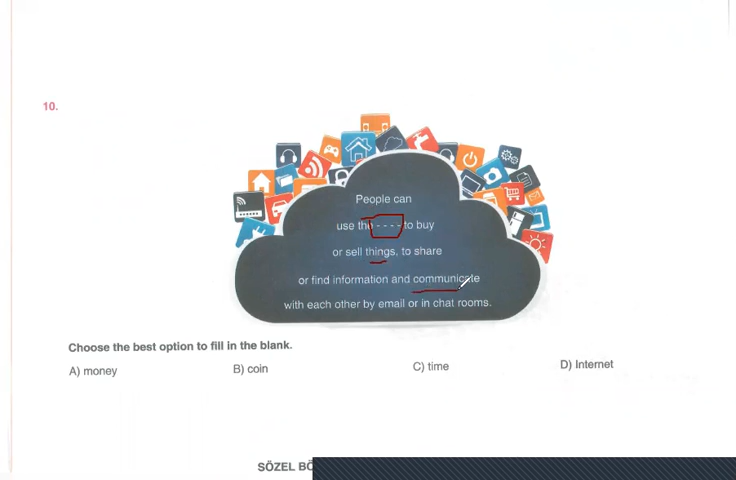 10.
People can
use the - - - - to buy
or sell things, to share
or find information and communicate
with each other by email or in chat rooms.
Choose the best option to fill in the blank.
A) money B) coin C) time D) Internet
SÖZEL BÖ